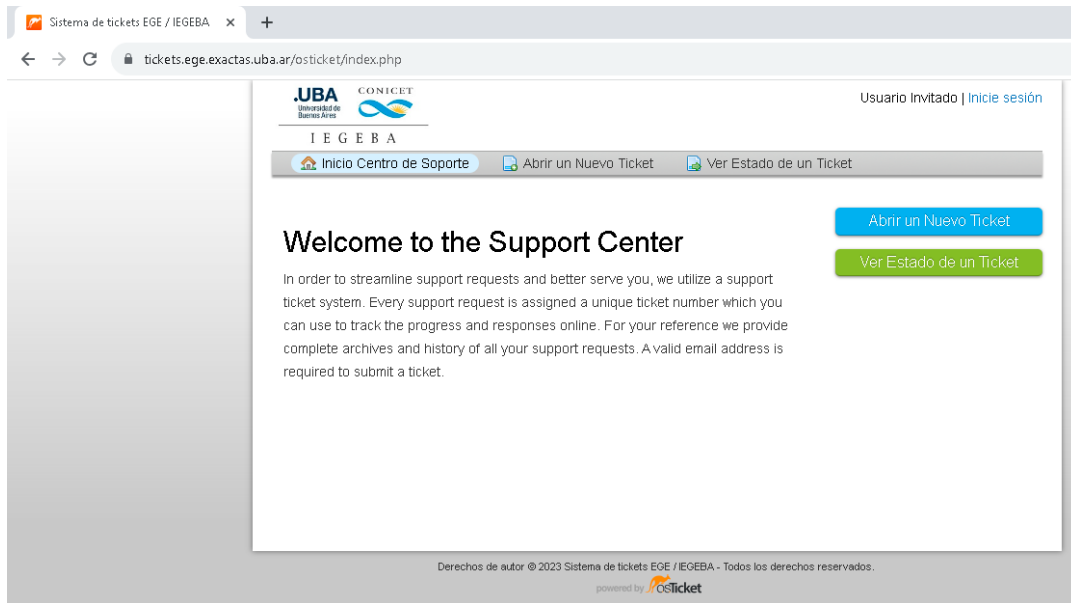 Sistema de tickets EGE / IEGEBA
tickets.ege.exactas.uba.ar/osticket/index.php
.UBA
Universidad de
Buenos Aires
CONICET
IEGEBA
Usuario Invitado | Inicie sesión
Inicio Centro de Soporte
Abrir un Nuevo Ticket
Ver Estado de un Ticket
Abrir un Nuevo Ticket
Ver Estado de un Ticket
Welcome to the Support Center
In order to streamline support requests and better serve you, we utilize a support
ticket system. Every support request is assigned a unique ticket number which you
can use to track the progress and responses online. For your reference we provide
complete archives and history of all your support requests. A valid email address is
required to submit a ticket.
Derechos de autor © 2023 Sistema de tickets EGE / IEGEBA - Todos los derechos reservados.
powered by osTicket